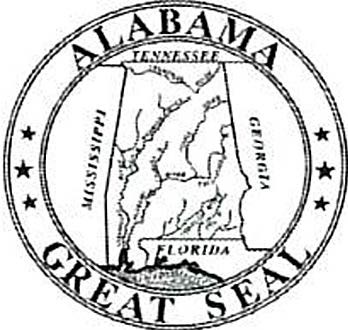 ALABAMA
TENNESSEE
MISSISSIPPI
GEORGIA
FLORIDA
GREAT SEAL